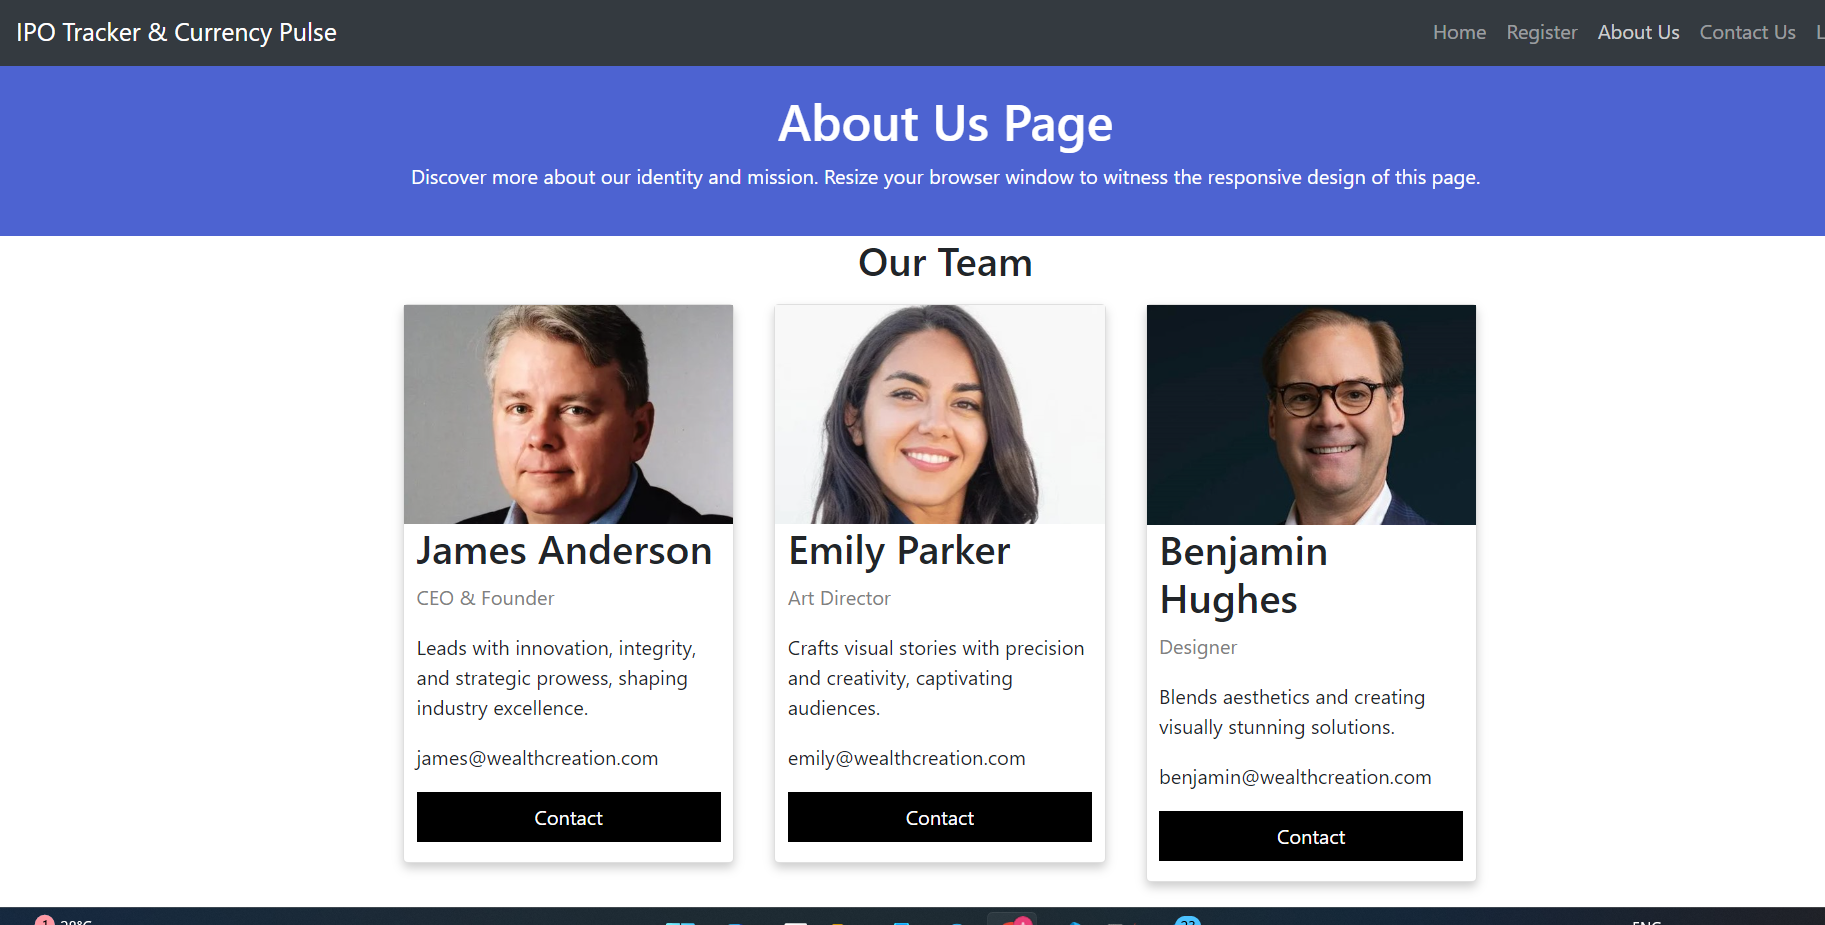 IPO Tracker & Currency Pulse
Home Register About Us Contact Us
About Us Page
Discover more about our identity and mission. Resize your browser window to witness the responsive design of this page.
Our Team
James Anderson
CEO & Founder
Leads with innovation, integrity,
and strategic prowess, shaping
industry excellence.
james@wealthcreation.com
Contact
Emily Parker
Art Director
Crafts visual stories with precision
and creativity, captivating
audiences.
emily@wealthcreation.com
Contact
Benjamin
Hughes
Designer
Blends aesthetics and creating
visually stunning solutions.
benjamin@wealthcreation.com
Contact